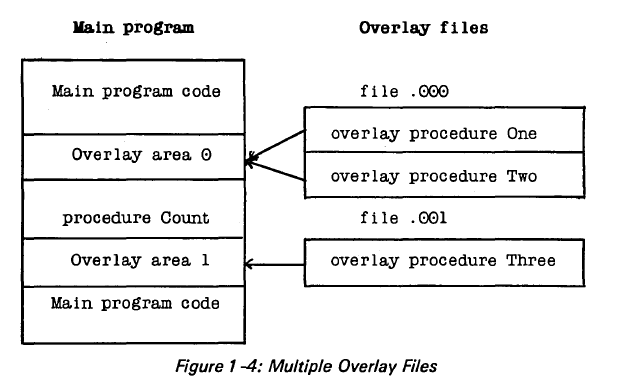 Main program
Overlay files
Main program code
file .000
overlay procedure One
Overlay area 0
overlay procedure Two
procedure Count
file .001
Overlay area 1
overlay procedure Three
Main program code
Figure 1-4: Multiple Overlay Files